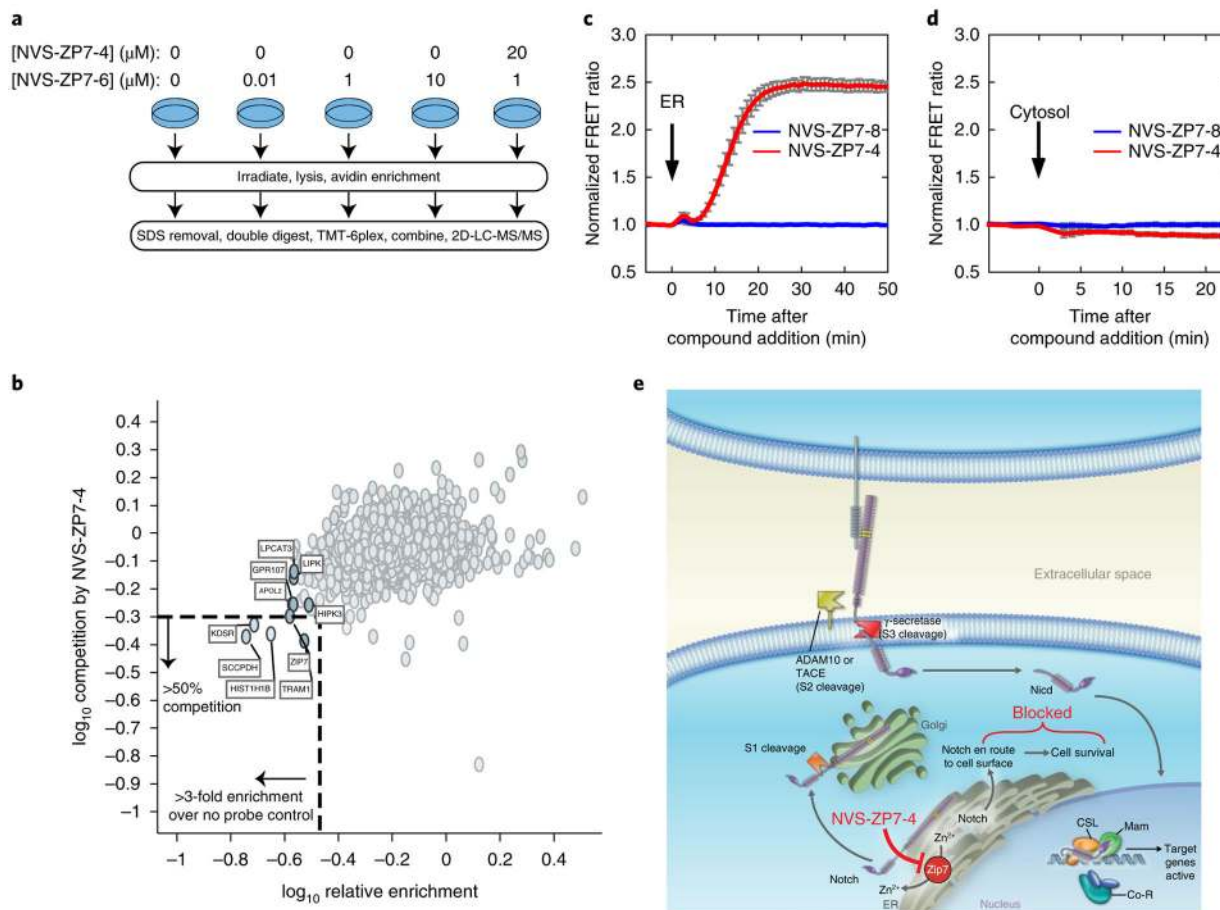 a
[NVS-ZP7-4] (μM): 0 0 0 0 20
[NVS-ZP7-6] (μM): 0 0.01 1 10 1
Irradiate, lysis, avidin enrichment
SDS removal, double digest, TMT-6plex, combine, 2D-LC-MS/MS
b
log10 competition by NVS-ZP7-4
0.4
0.3
0.2
0.1
0
−0.1
−0.2
−0.3
−0.4
−0.5
−0.6
−0.7
−0.8
−0.9
−1
LPCAT3
LIPK
GPR107
APOL2
HIPK3
KDSR
SCCPDH
ZIP7
HIST1H1B
TRAM1
>50%
competition
>3-fold enrichment
over no probe control
−1 −0.8 −0.6 −0.4 −0.2 0 0.2 0.4 0.6
log10 relative enrichment
c
Normalized FRET ratio
3.0
2.5
2.0
1.5
1.0
0.5
ER
NVS-ZP7-8
NVS-ZP7-4
0 10 20 30 40 50
Time after
compound addition (min)
d
Normalized FRET ratio
3.0
2.5
2.0
1.5
1.0
0.5
Cytosol
NVS-ZP7-8
NVS-ZP7-4
0 5 10 15 20
Time after
compound addition (min)
e
Extracellular space
γ-secretase
(S3 cleavage)
ADAM10 or
TACE
(S2 cleavage)
Nicd
Blocked
Golgi
S1 cleavage
Notch en route
to cell surface
Cell survival
NVS-ZP7-4
Notch
Zn2+
Zip7
Notch
Zn2+
ER
CSL
Mam
Target
genes
active
Co-R
Nucleus